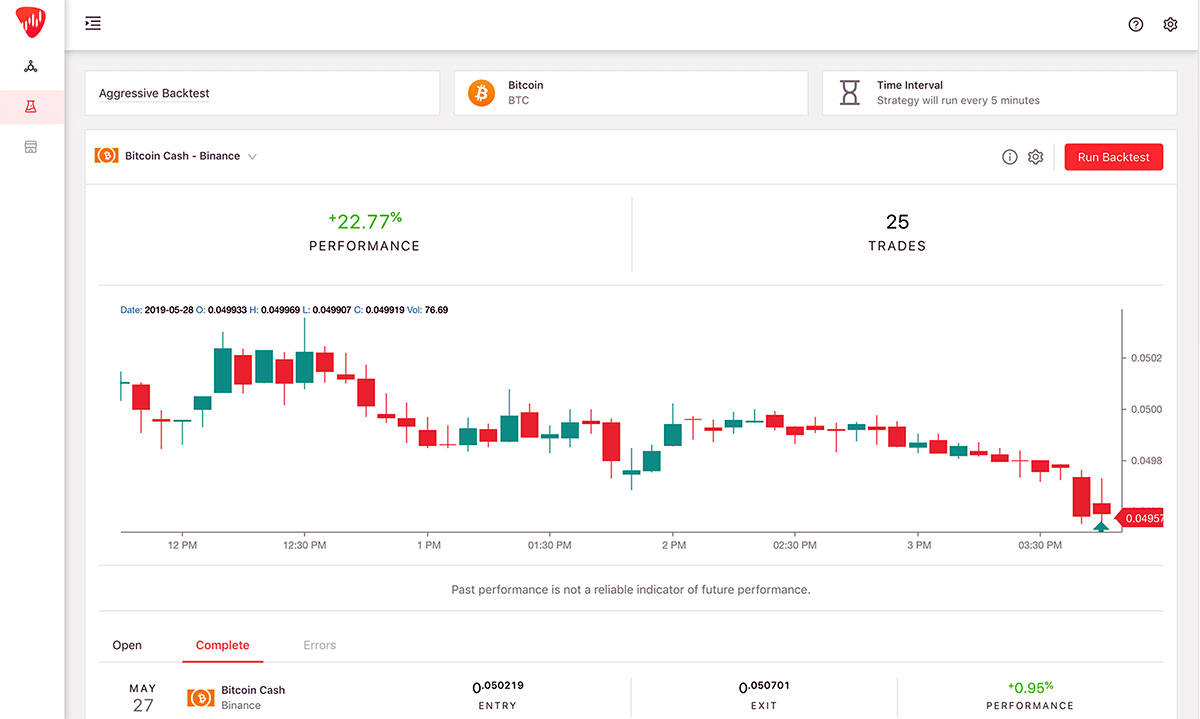 Aggressive Backtest
Bitcoin
BTC
Time Interval
Strategy will run every 5 minutes
Bitcoin Cash - Binance
Run Backtest
+22.77%
PERFORMANCE
25
TRADES
Date: 2019-05-28 O: 0.049933 H: 0.049969 L: 0.049907 C: 0.049919 Vol: 76.69
0.0502
0.0500
0.0498
0.04957
12 PM 12:30 PM 1 PM 01:30 PM 2 PM 02:30 PM 3 PM 03:30 PM
Past performance is not a reliable indicator of future performance.
Open Complete Errors
MAY
27
Bitcoin Cash
Binance
0.050219
ENTRY
0.050701
EXIT
+0.95%
PERFORMANCE